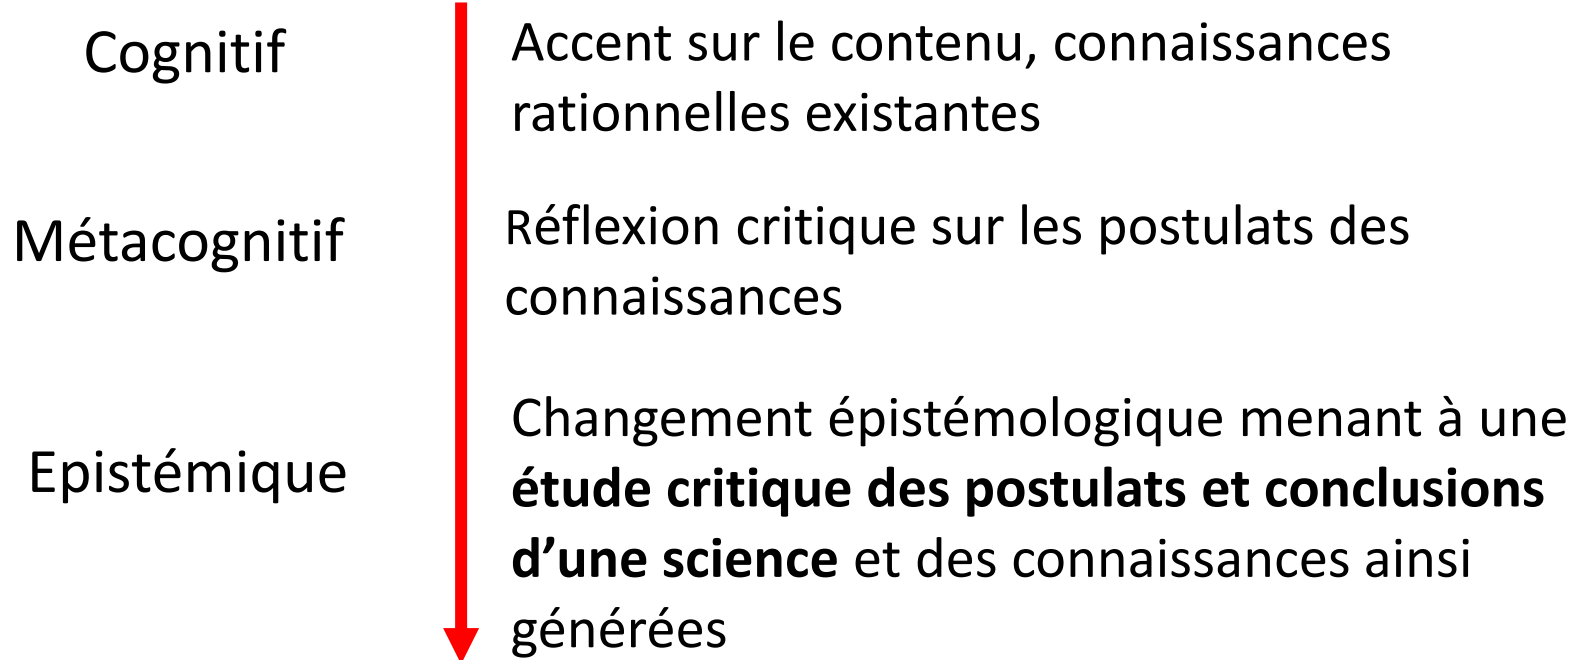 Cognitif
Accent sur le contenu, connaissances
rationnelles existantes
Métacognitif
Réflexion critique sur les postulats des
connaissances
Epistémique
Changement épistémologique menant à une
étude critique des postulats et conclusions
d’une science et des connaissances ainsi
générées